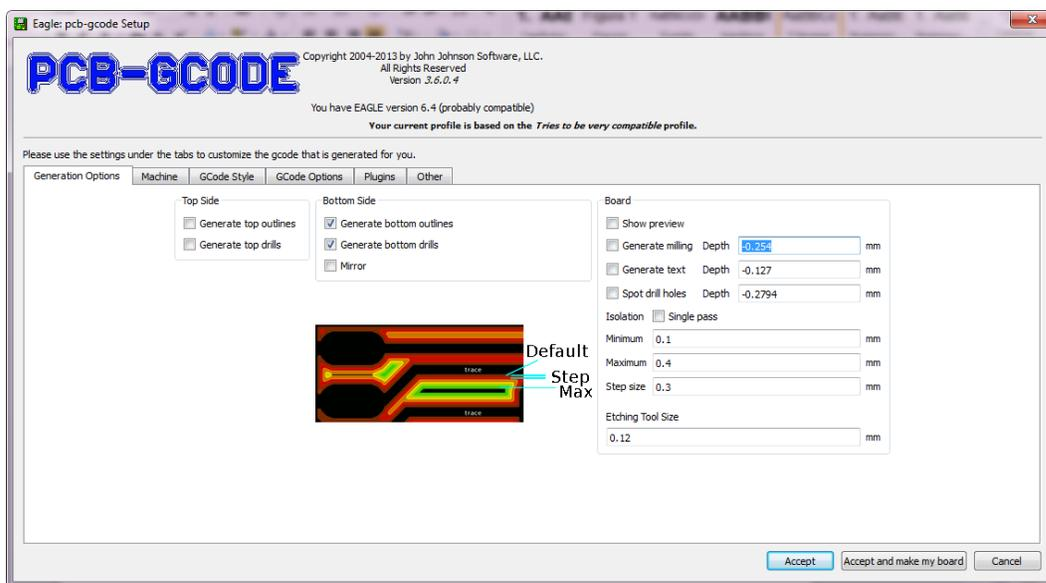 Eagle: pcb-gcode Setup
PCB-GCODE
Copyright 2004-2013 by John Johnson Software, LLC.
All Rights Reserved
Version 3.6.0.4
You have EAGLE version 6.4 (probably compatible)
Your current profile is based on the Tries to be very compatible profile.
Please use the settings under the tabs to customize the gcode that is generated for you.
Generation Options Machine GCode Style GCode Options Plugins Other
Top Side
Generate top outlines
Generate top drills
Bottom Side
Generate bottom outlines
Generate bottom drills
Mirror
trace
trace
Default
Step
Max
Board
Show preview
Generate milling Depth -0.254 mm
Generate text Depth -0.127 mm
Spot drill holes Depth -0.2794 mm
Isolation Single pass
Minimum 0.1 mm
Maximum 0.4 mm
Step size 0.3 mm
Etching Tool Size
0.12 mm
Accept Accept and make my board Cancel